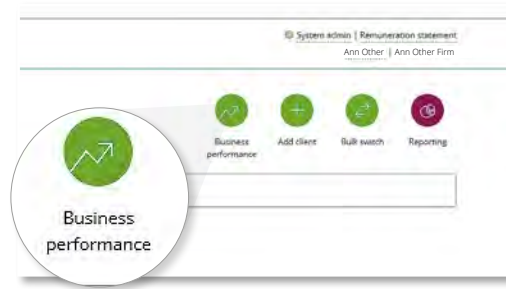 System admin | Remuneration statement
Ann Other | Ann Other Firm
Business performance
Add client
Bulk switch
Reporting
Business
performance